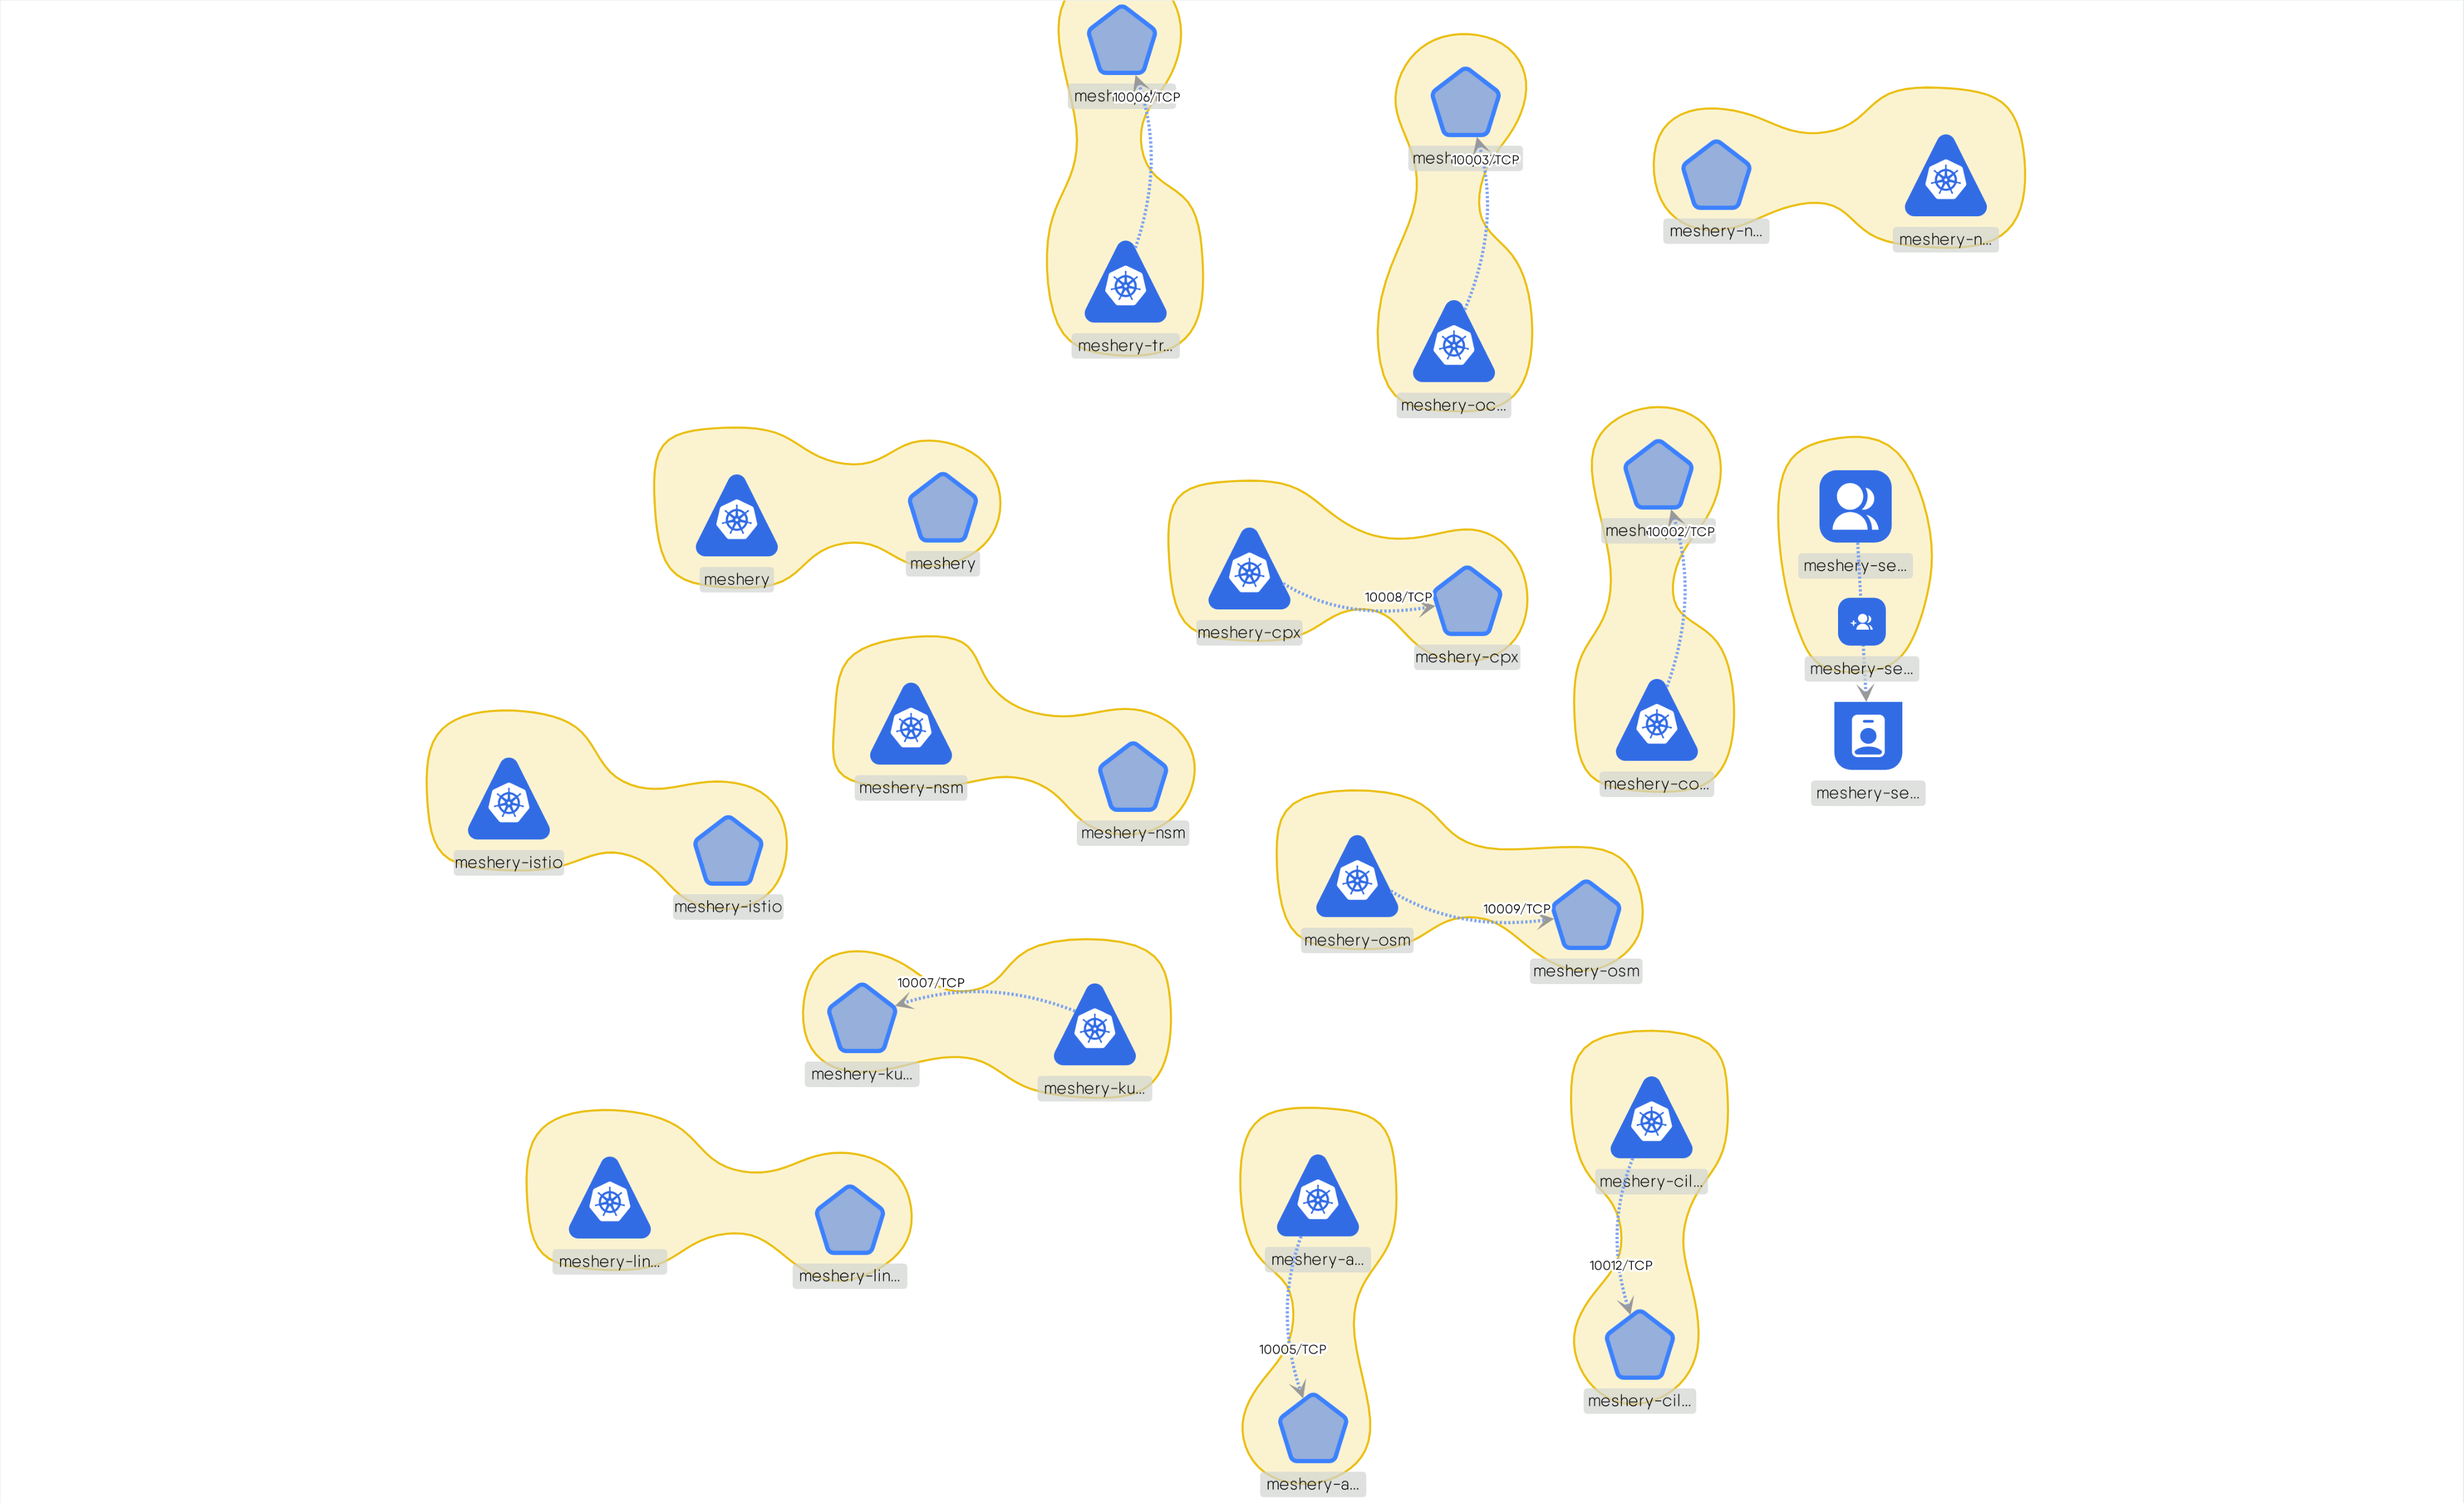 10006/TCP
meshery-tr...
10003/TCP
meshery-oc...
meshery-n...
meshery-n...
meshery
meshery
10008/TCP
meshery-cpx
meshery-cpx
10002/TCP
meshery-co...
meshery-se...
meshery-se...
meshery-se...
meshery-nsm
meshery-nsm
meshery-istio
meshery-istio
10009/TCP
meshery-osm
meshery-osm
10007/TCP
meshery-ku...
meshery-ku...
meshery-lin...
meshery-lin...
meshery-a...
10005/TCP
meshery-a...
meshery-cil...
10012/TCP
meshery-cil...